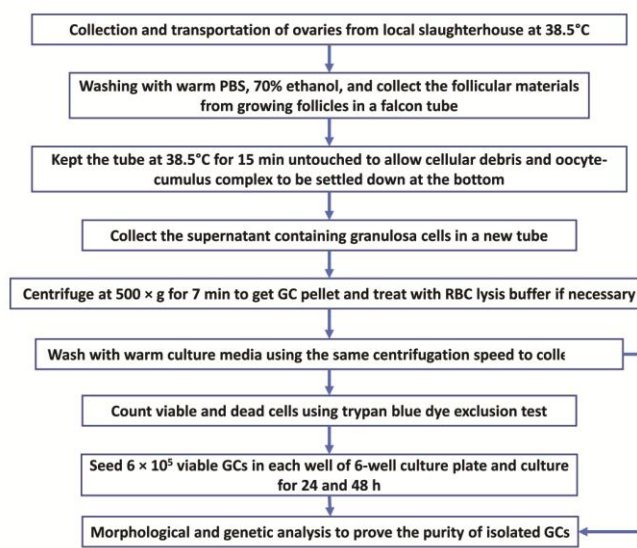 Collection and transportation of ovaries from local slaughterhouse at 38.5°C
Washing with warm PBS, 70% ethanol, and collect the follicular materials
from growing follicles in a falcon tube
Kept the tube at 38.5°C for 15 min untouched to allow cellular debris and oocyte-
cumulus complex to be settled down at the bottom
Collect the supernatant containing granulosa cells in a new tube
Centrifuge at 500 × g for 7 min to get GC pellet and treat with RBC lysis buffer if necessary
Wash with warm culture media using the same centrifugation speed to
Count viable and dead cells using trypan blue dye exclusion test
Seed 6 × 10⁵ viable GCs in each well of 6-well culture plate and culture
for 24 and 48 h
Morphological and genetic analysis to prove the purity of isolated GCs